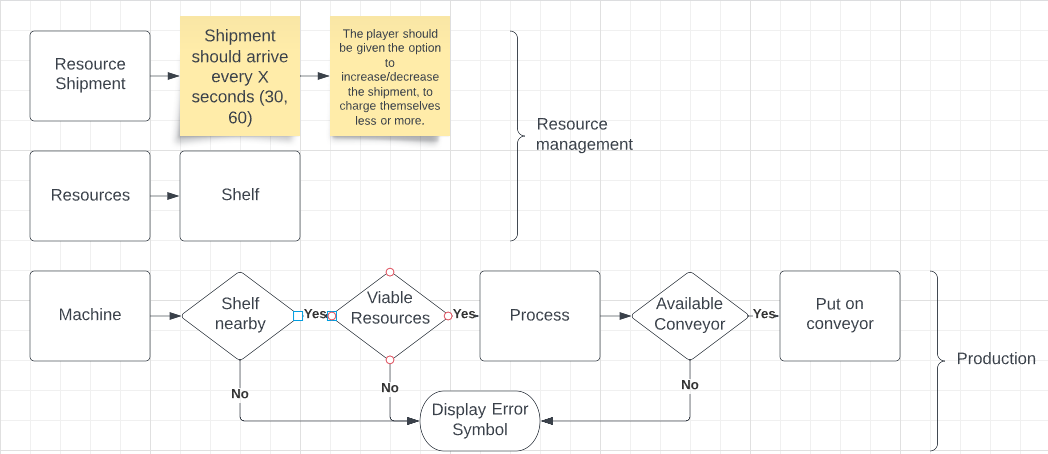 Resource
Shipment
Shipment
should arrive
every X
seconds (30,
60)
The player should
be given the option
to
increase/decrease
the shipment, to
charge themselves
less or more.
Resource
management
Resources
Shelf
Machine
Shelf
nearby
Yes
Viable
Resources
Yes
Process
Available
Conveyor
Yes
Put on
conveyor
Production
No
No
No
Display Error
Symbol